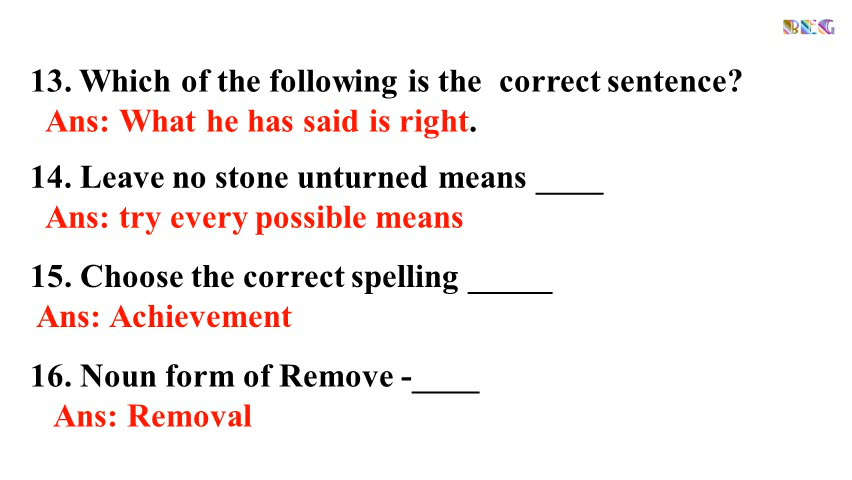 BEG
13. Which of the following is the correct sentence?
Ans: What he has said is right.
14. Leave no stone unturned means ____
Ans: try every possible means
15. Choose the correct spelling _____
Ans: Achievement
16. Noun form of Remove -____
Ans: Removal